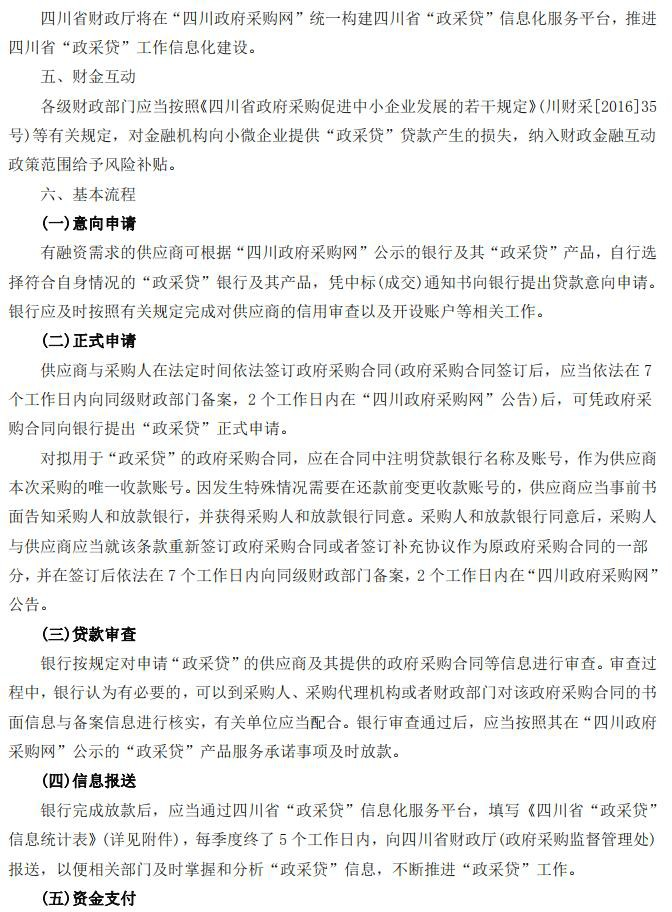 四川省财政厅将在“四川政府采购网”统一构建四川省“政采贷”信息化服务平台，推进
四川省“政采贷”工作信息化建设。
五、财金互动
各级财政部门应当按照《四川省政府采购促进中小企业发展的若干规定》(川财采[2016]35
号)等有关规定，对金融机构向小微企业提供“政采贷”贷款产生的损失，纳入财政金融互动
政策范围给予风险补贴。
六、基本流程
(一)意向申请
有融资需求的供应商可根据“四川政府采购网”公示的银行及其“政采贷”产品，自行选
择符合自身情况的“政采贷”银行及其产品，凭中标(成交)通知书向银行提出贷款意向申请。
银行应及时按照有关规定完成对供应商的信用审查以及开设账户等相关工作。
(二)正式申请
供应商与采购人在法定时间依法签订政府采购合同(政府采购合同签订后，应当依法在7
个工作日内向同级财政部门备案，2个工作日内在“四川政府采购网”公告)后，可凭政府采
购合同向银行提出“政采贷”正式申请。
对拟用于“政采贷”的政府采购合同，应在合同中注明贷款银行名称及账号，作为供应商
本次采购的唯一收款账号。因发生特殊情况需要在还款前变更收款账号的，供应商应当事前书
面告知采购人和放款银行，并获得采购人和放款银行同意。采购人和放款银行同意后，采购人
与供应商应当就该条款重新签订政府采购合同或者签订补充协议作为原政府采购合同的一部
分，并在签订后依法在7个工作日内向同级财政部门备案，2个工作日内在“四川政府采购网”
公告。
(三)贷款审查
银行按规定对申请“政采贷”的供应商及其提供的政府采购合同等信息进行审查。审查过
程中，银行认为有必要的，可以到采购人、采购代理机构或者财政部门对该政府采购合同的书
面信息与备案信息进行核实，有关单位应当配合。银行审查通过后，应当按照其在“四川政府
采购网”公示的“政采贷”产品服务承诺事项及时放款。
(四)信息报送
银行完成放款后，应当通过四川省“政采贷”信息化服务平台，填写《四川省“政采贷”
信息统计表》(详见附件)，每季度终了5个工作日内，向四川省财政厅(政府采购监督管理处)
报送，以便相关部门及时掌握和分析“政采贷”信息，不断推进“政采贷”工作。
(五)资金支付